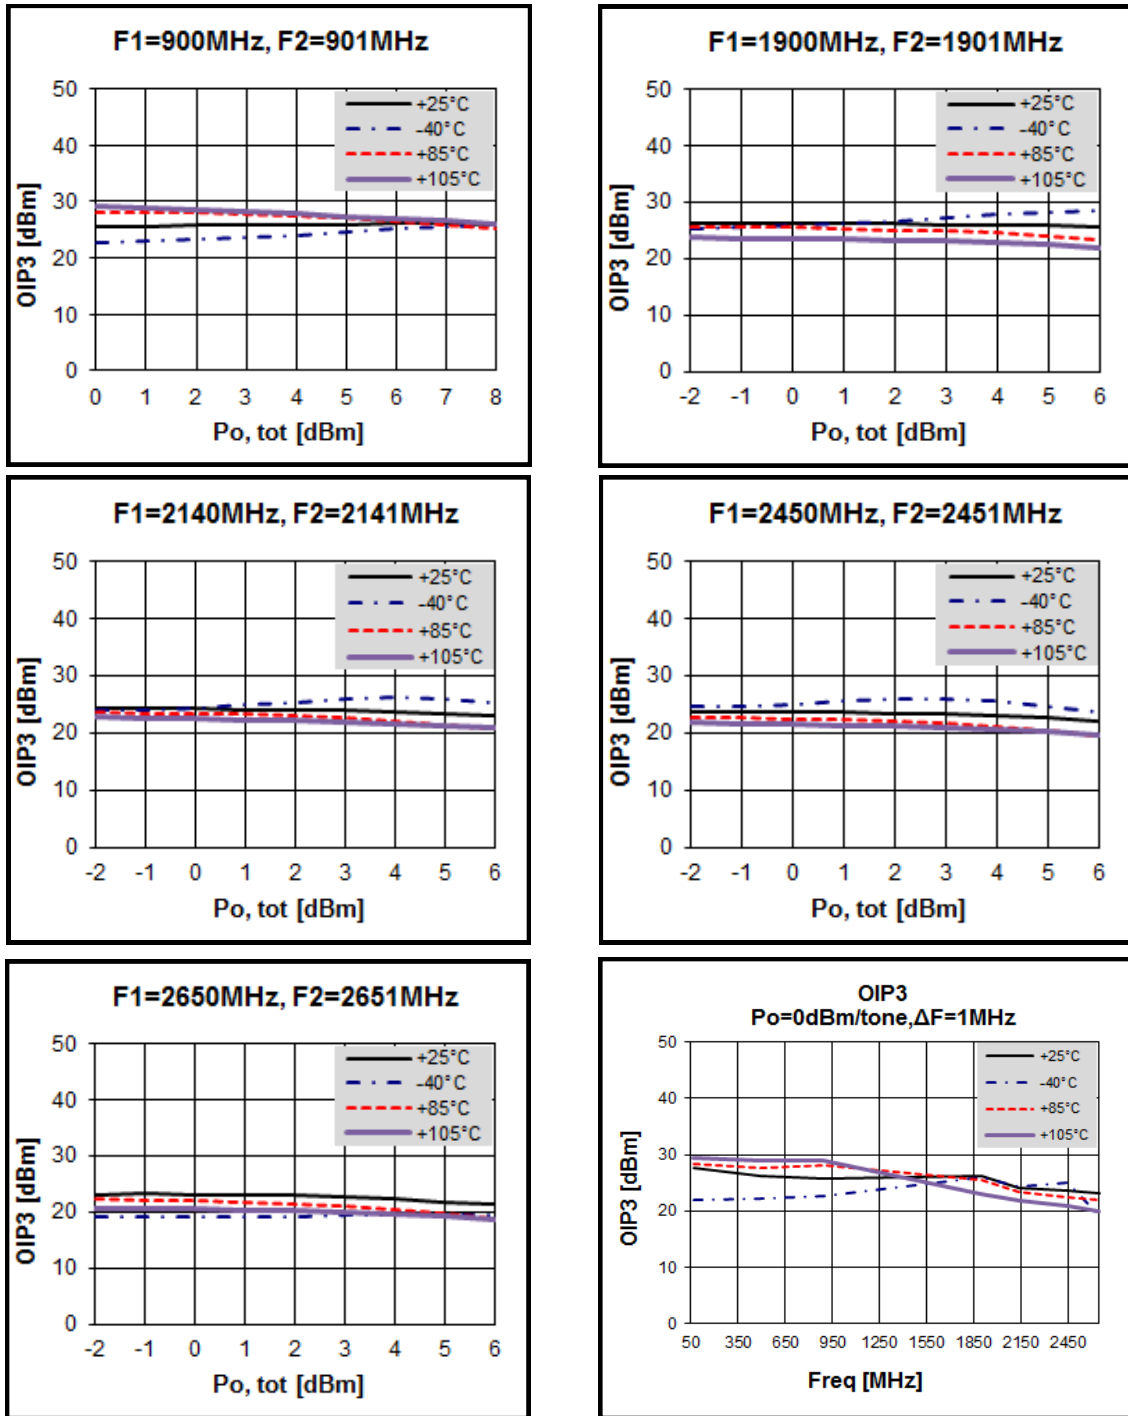 F1=900MHz, F2=901MHz
50
40
30
20
10
0
OIP3 [dBm]
+25°C
-40°C
+85°C
+105°C
0 1 2 3 4 5 6 7 8
Po, tot [dBm]
F1=1900MHz, F2=1901MHz
50
40
30
20
10
0
OIP3 [dBm]
+25°C
-40°C
+85°C
+105°C
-2 -1 0 1 2 3 4 5 6
Po, tot [dBm]
F1=2140MHz, F2=2141MHz
50
40
30
20
10
0
OIP3 [dBm]
+25°C
-40°C
+85°C
+105°C
-2 -1 0 1 2 3 4 5 6
Po, tot [dBm]
F1=2450MHz, F2=2451MHz
50
40
30
20
10
0
OIP3 [dBm]
+25°C
-40°C
+85°C
+105°C
-2 -1 0 1 2 3 4 5 6
Po, tot [dBm]
F1=2650MHz, F2=2651MHz
50
40
30
20
10
0
OIP3 [dBm]
+25°C
-40°C
+85°C
+105°C
-2 -1 0 1 2 3 4 5 6
Po, tot [dBm]
OIP3
Po=0dBm/tone,ΔF=1MHz
50
40
30
20
10
0
OIP3 [dBm]
+25°C
-40°C
+85°C
+105°C
50 350 650 950 1250 1550 1850 2150 2450
Freq [MHz]